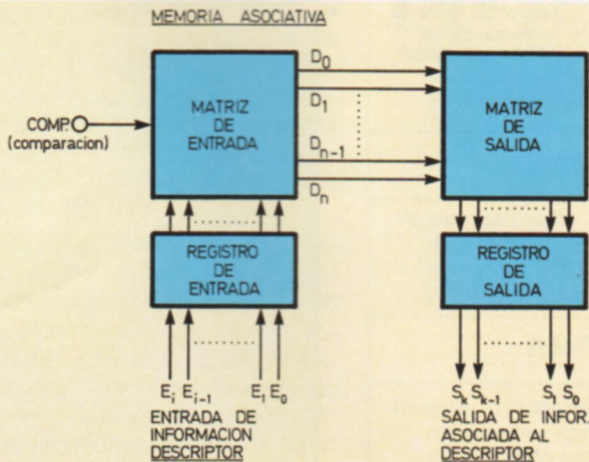 MEMORIA ASOCIATIVA
COMP.
(comparacion)
MATRIZ
DE
ENTRADA
D0
D1
Dn-1
Dn
MATRIZ
DE
SALIDA
REGISTRO
DE
ENTRADA
REGISTRO
DE
SALIDA
Ei Ei-1 E1 E0
ENTRADA DE
INFORMACION
DESCRIPTOR
Sk Sk-1 S1 S0
SALIDA DE INFOR.
ASOCIADA AL
DESCRIPTOR